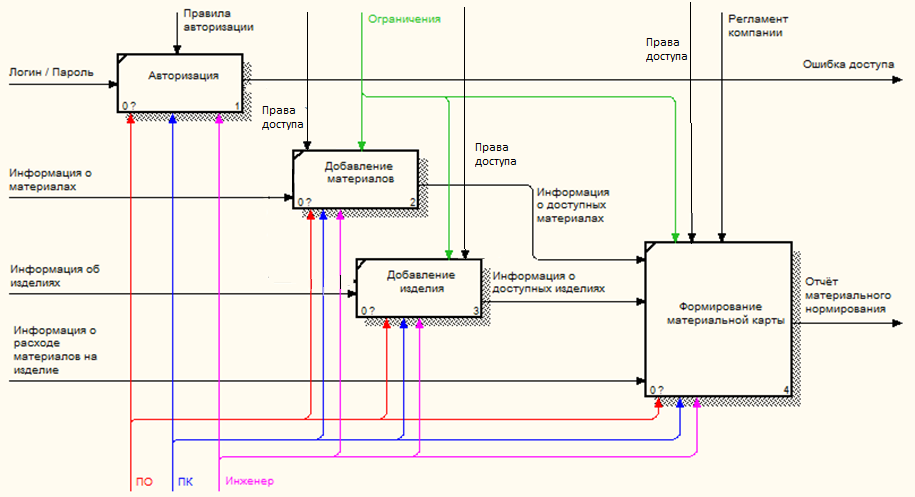 Правила
авторизации
Ограничения
Регламент
компании
Права
доступа
Логин / Пароль
Авторизация
0 ?
1
Ошибка доступа
Права
доступа
Права
доступа
Информация о
материалах
Добавление
материалов
0 ?
2
Информация
о доступных
материалах
Информация об
изделиях
Добавление
изделия
0 ?
3
Информация о
доступных изделиях
Формирование
материальной карты
0 ?
4
Отчёт
материального
нормирования
Информация о
расходе
материалов на
изделие
ПО
ПК
Инженер